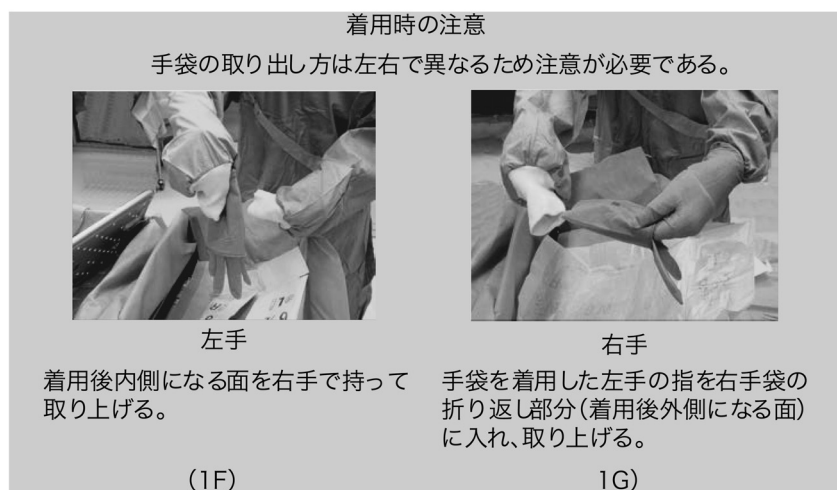 着用時の注意
手袋の取り出し方は左右で異なるため注意が必要である。
左手
着用後内側になる面を右手で持って
取り上げる。
(1F)
右手
手袋を着用した左手の指を右手袋の
折り返し部分(着用後外側になる面)
に入れ、取り上げる。
1G)